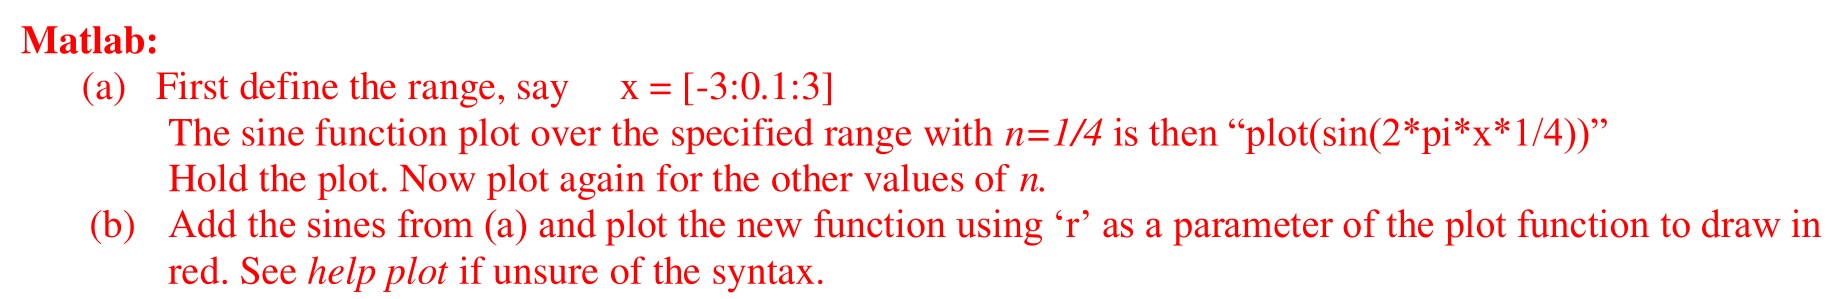 Matlab:
(a) First define the range, say x = [-3:0.1:3]
The sine function plot over the specified range with n=1/4 is then “plot(sin(2*pi*x*1/4))”
Hold the plot. Now plot again for the other values of n.
(b) Add the sines from (a) and plot the new function using ‘r’ as a parameter of the plot function to draw in
red. See help plot if unsure of the syntax.